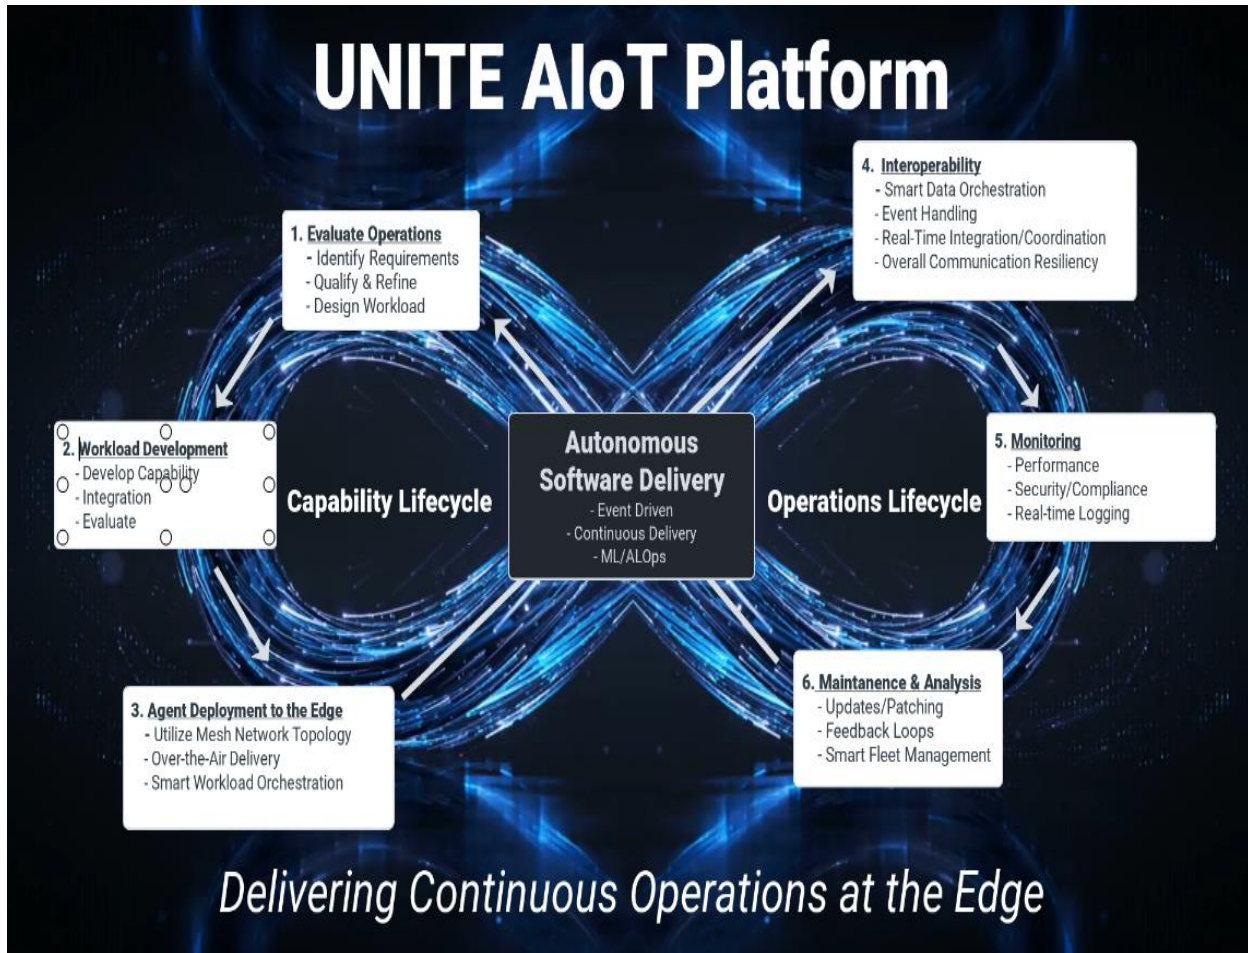 UNITE AIoT Platform
1. Evaluate Operations
- Identify Requirements
- Qualify & Refine
- Design Workload
2. Workload Development
- Develop Capability
- Integration
- Evaluate
3. Agent Deployment to the Edge
- Utilize Mesh Network Topology
- Over-the-Air Delivery
- Smart Workload Orchestration
Capability Lifecycle
Autonomous
Software Delivery
- Event Driven
- Continuous Delivery
- ML/ALOps
Operations Lifecycle
4. Interoperability
- Smart Data Orchestration
- Event Handling
- Real-Time Integration/Coordination
- Overall Communication Resiliency
5. Monitoring
- Performance
- Security/Compliance
- Real-time Logging
6. Maintanence & Analysis
- Updates/Patching
- Feedback Loops
- Smart Fleet Management
Delivering Continuous Operations at the Edge